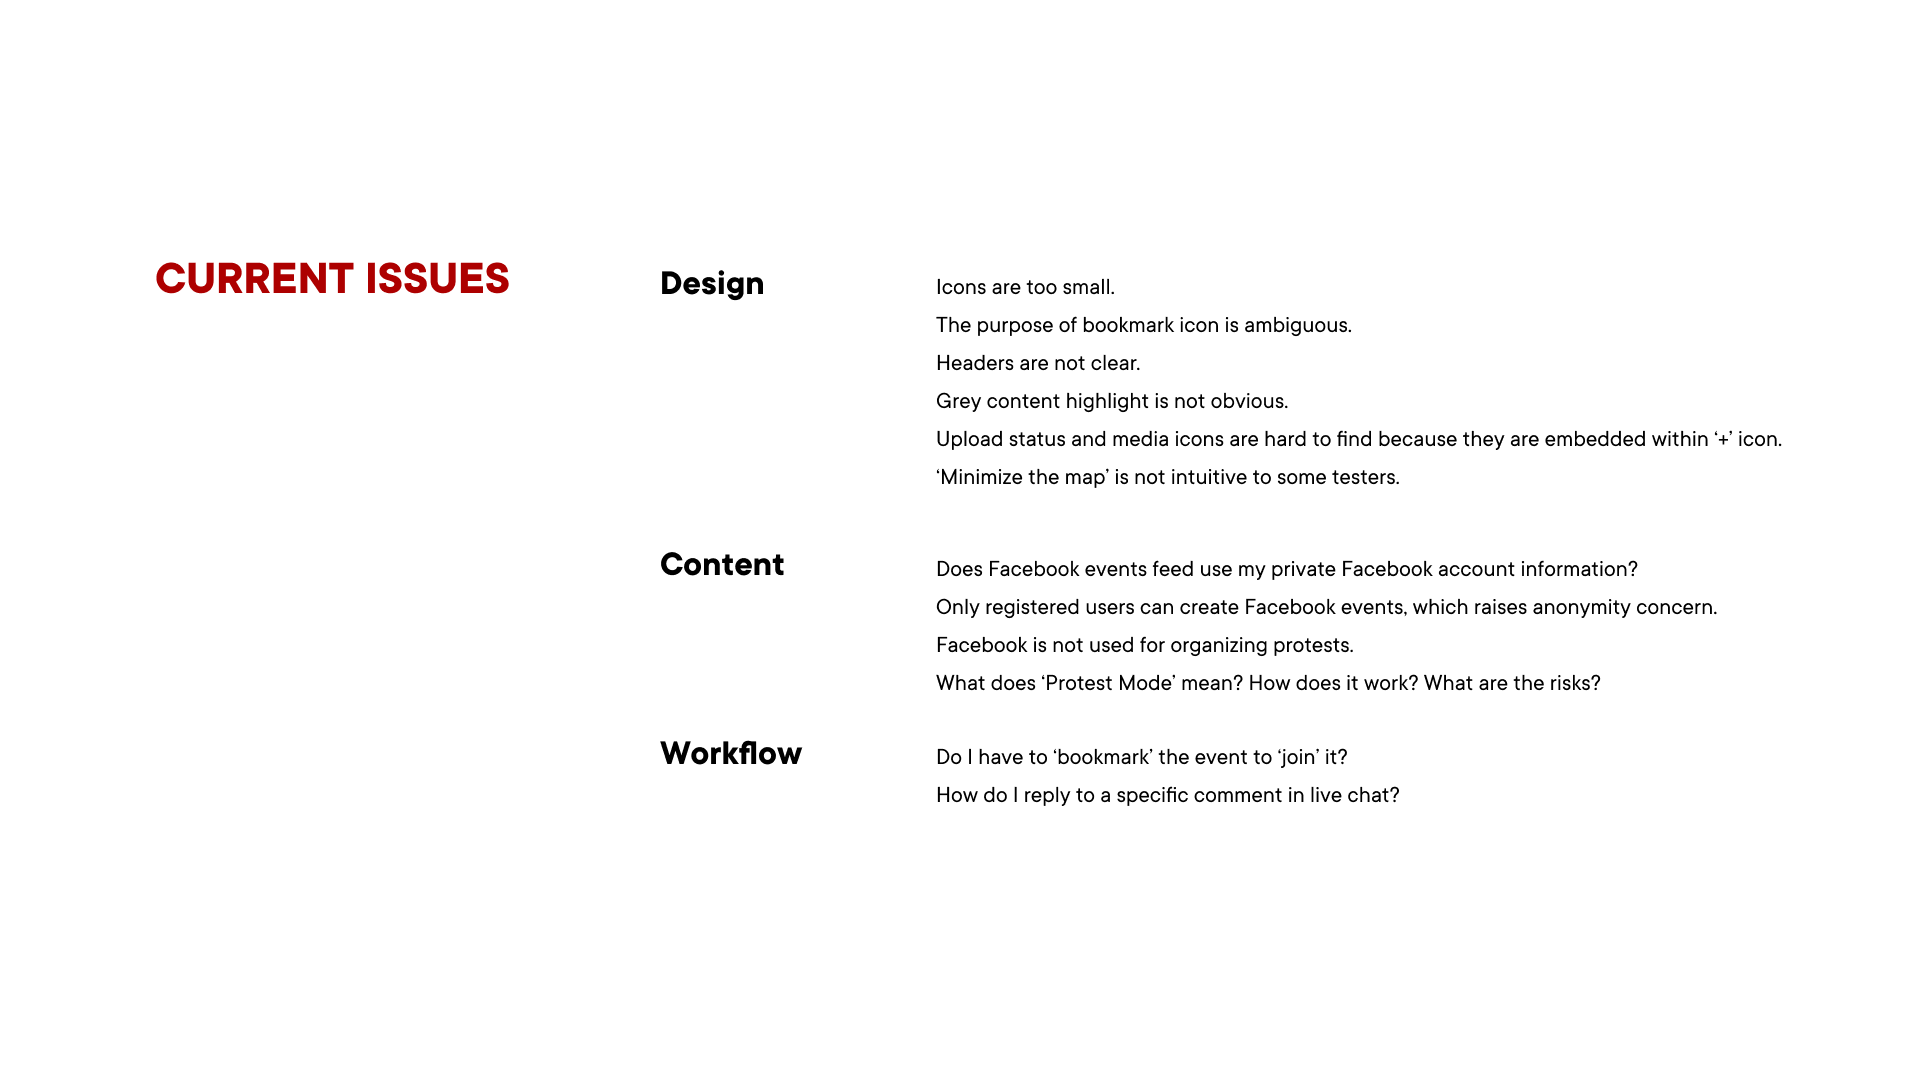 CURRENT ISSUES
Design
Icons are too small.
The purpose of bookmark icon is ambiguous.
Headers are not clear.
Grey content highlight is not obvious.
Upload status and media icons are hard to find because they are embedded within ‘+’ icon.
‘Minimize the map’ is not intuitive to some testers.
Content
Does Facebook events feed use my private Facebook account information?
Only registered users can create Facebook events, which raises anonymity concern.
Facebook is not used for organizing protests.
What does ‘Protest Mode’ mean? How does it work? What are the risks?
Workflow
Do I have to ‘bookmark’ the event to ‘join’ it?
How do I reply to a specific comment in live chat?